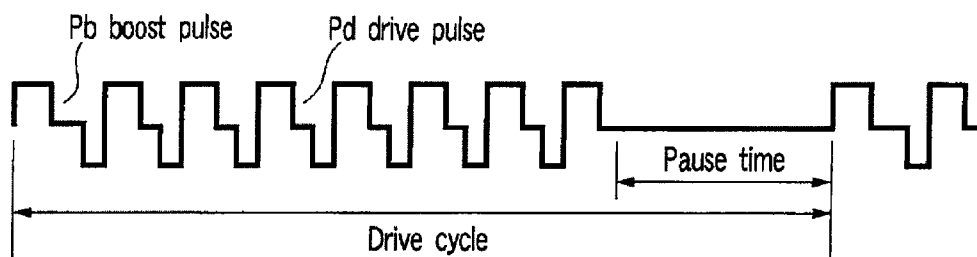 Pb boost pulse
Pd drive pulse
Pause time
Drive cycle